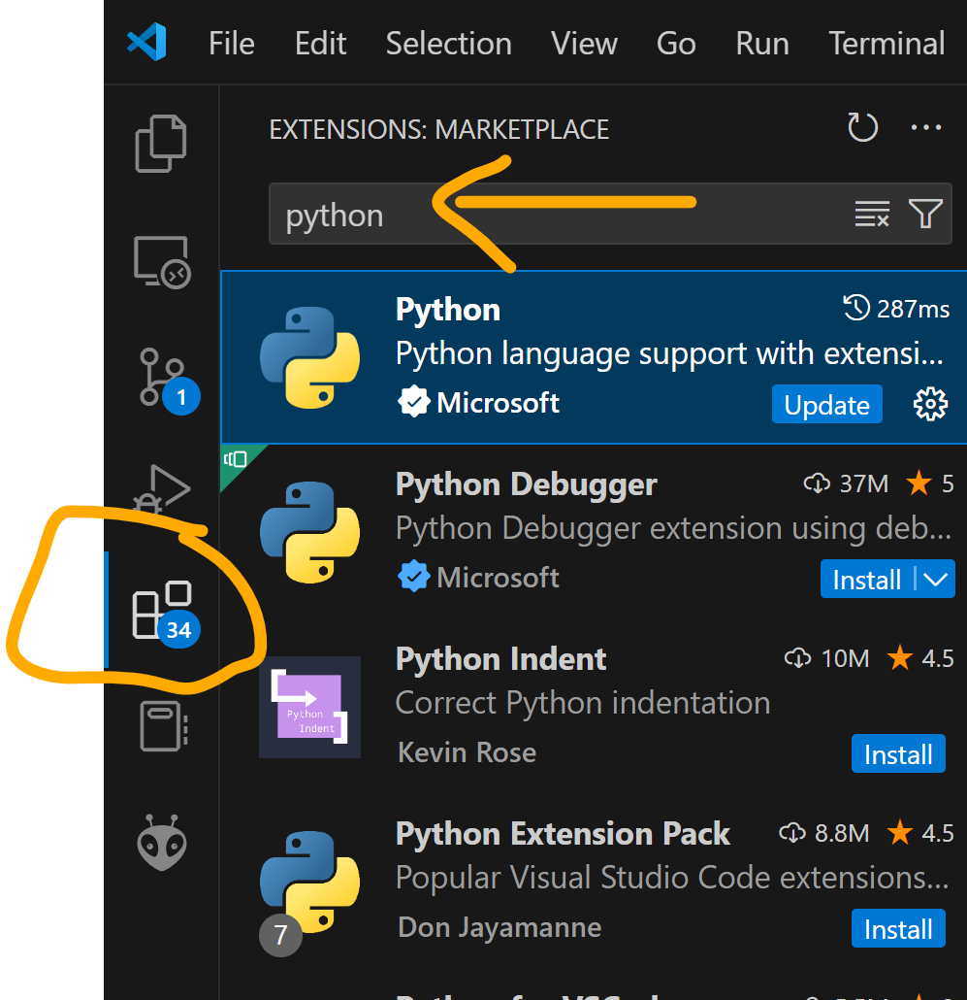 File Edit Selection View Go Run Terminal
EXTENSIONS: MARKETPLACE
python
Python 287ms
Python language support with extensi...
Microsoft Update
1
Python Debugger 37M 5
Python Debugger extension using deb...
Microsoft Install
34
Python Indent 10M 4.5
Correct Python indentation
Python
Indent
Kevin Rose Install
Python Extension Pack 8.8M 4.5
Popular Visual Studio Code extensions...
7
Don Jayamanne Install